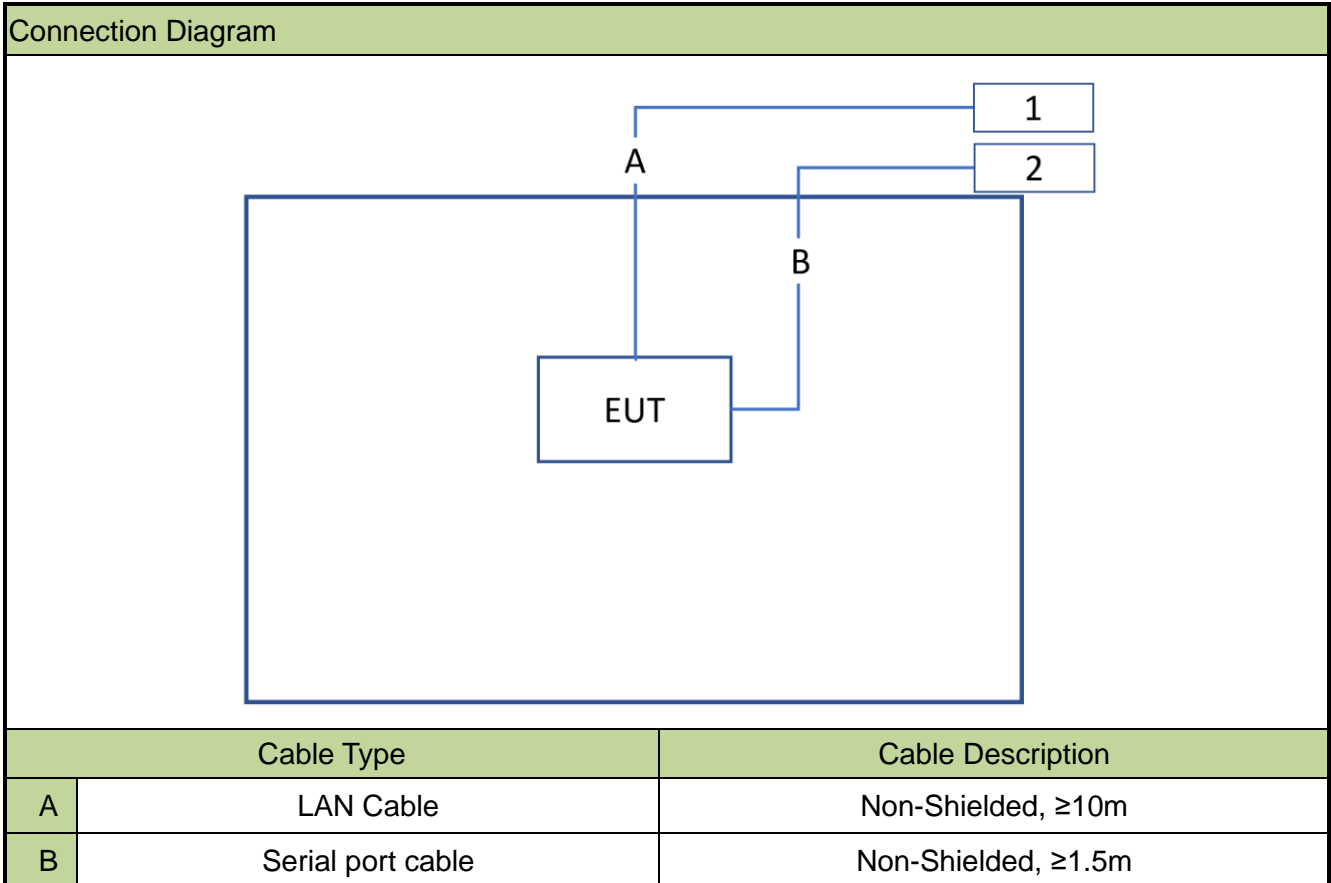 Connection Diagram
1
A
2
B
EUT
Cable Type Cable Description
A LAN Cable Non-Shielded, ≥10m
B Serial port cable Non-Shielded, ≥1.5m